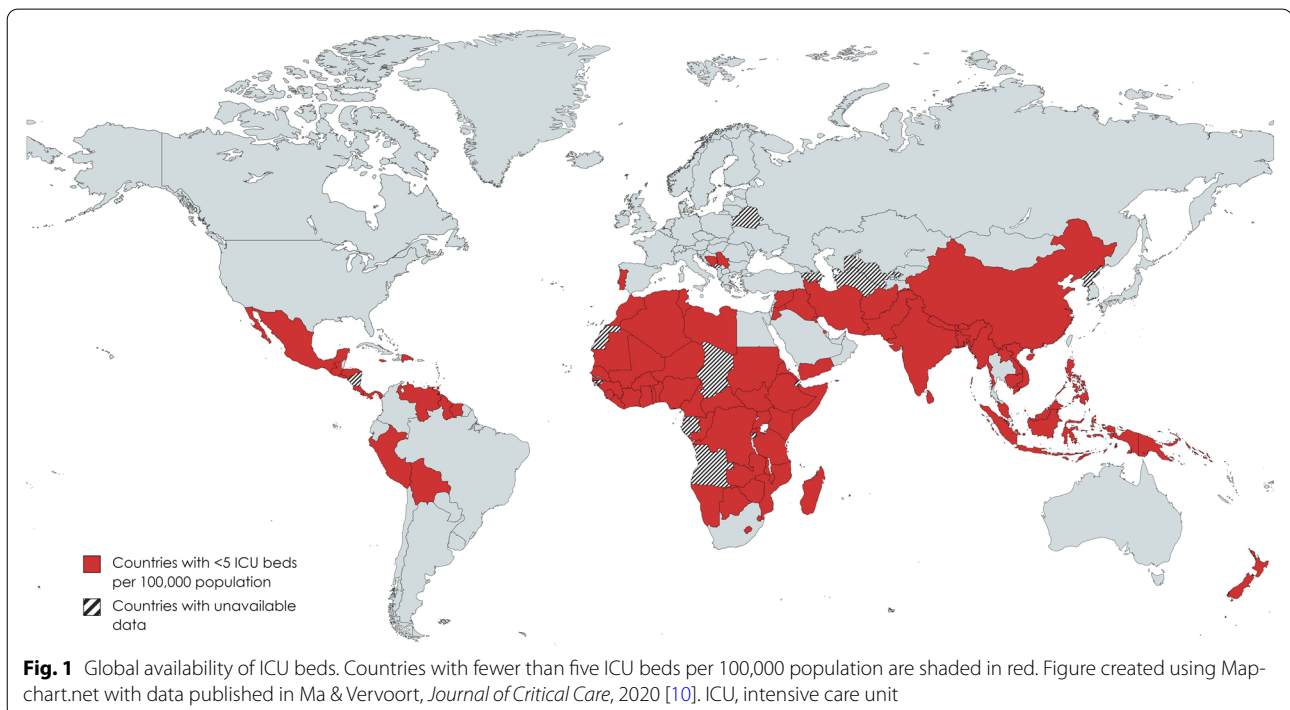 Countries with <5 ICU beds
per 100,000 population
Countries with unavailable
data
Fig. 1 Global availability of ICU beds. Countries with fewer than five ICU beds per 100,000 population are shaded in red. Figure created using Map-
chart.net with data published in Ma & Vervoort, Journal of Critical Care, 2020 [10]. ICU, intensive care unit